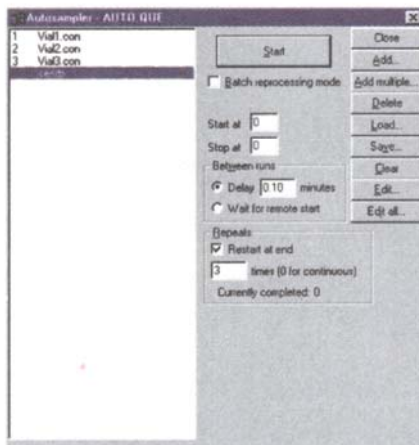 Autosampler - AUTO.QUE
1 Vial1.con
2 Vial2.con
3 Vial3.con
<end>
Start
Batch reprocessing mode
Start at 0
Stop at 0
Between runs
Delay 0.10 minutes
Wait for remote start
Repeats
Restart at end
3 times (0 for continuous)
Currently completed: 0
Close
Add...
Add multiple...
Delete
Load...
Save...
Clear
Edit...
Edit all...